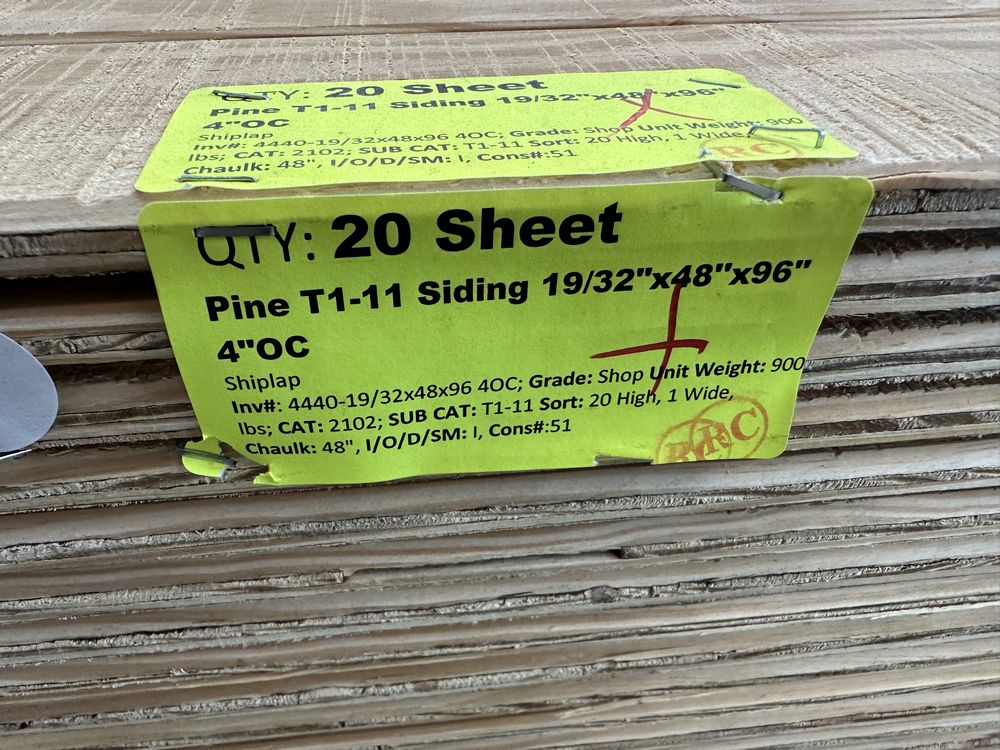 QTY: 20 Sheet
Pine T1-11 Siding 19/32"x48"x96"
4"OC
Shiplap
Inv#: 4440-19/32x48x96 4OC; Grade: Shop Unit Weight: 900
lbs; CAT: 2102; SUB CAT: T1-11 Sort: 20 High, 1 Wide,
Chaulk: 48", I/O/D/SM: I, Cons#:51
RC
QTY: 20 Sheet
Pine T1-11 Siding 19/32"x48"x96"
4"OC
Shiplap
Inv#: 4440-19/32x48x96 4OC; Grade: Shop Unit Weight: 900
lbs; CAT: 2102; SUB CAT: T1-11 Sort: 20 High, 1 Wide,
Chaulk: 48", I/O/D/SM: I, Cons#:51
RRC